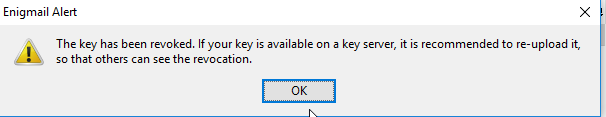 Enigmail Alert
The key has been revoked. If your key is available on a key server, it is recommended to re-upload it,
so that others can see the revocation.
OK